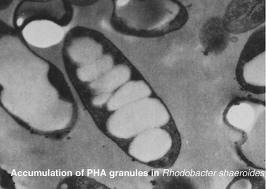 Accumulation of PHA granules in Rhodobacter shaeroides